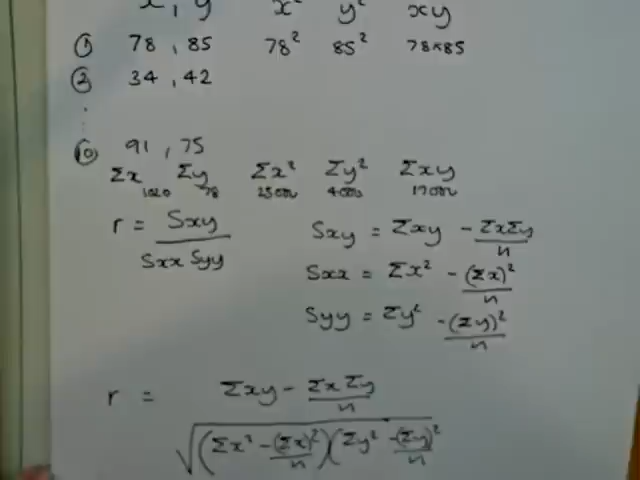 x, y x² y² xy
① 78 , 85 78² 85² 78×85
② 34 , 42
⑩ 91 , 75
Σx Σy Σx² Σy² Σxy
r = Sxy / Sxx Syy
Sxy = Σxy - ΣxΣy / n
Sxx = Σx² - (Σx)² / n
Syy = Σy² - (Σy)² / n
r = Σxy - Σx Σy / n
√(Σx² - (Σx)² / n)(Σy² - (Σy)² / n